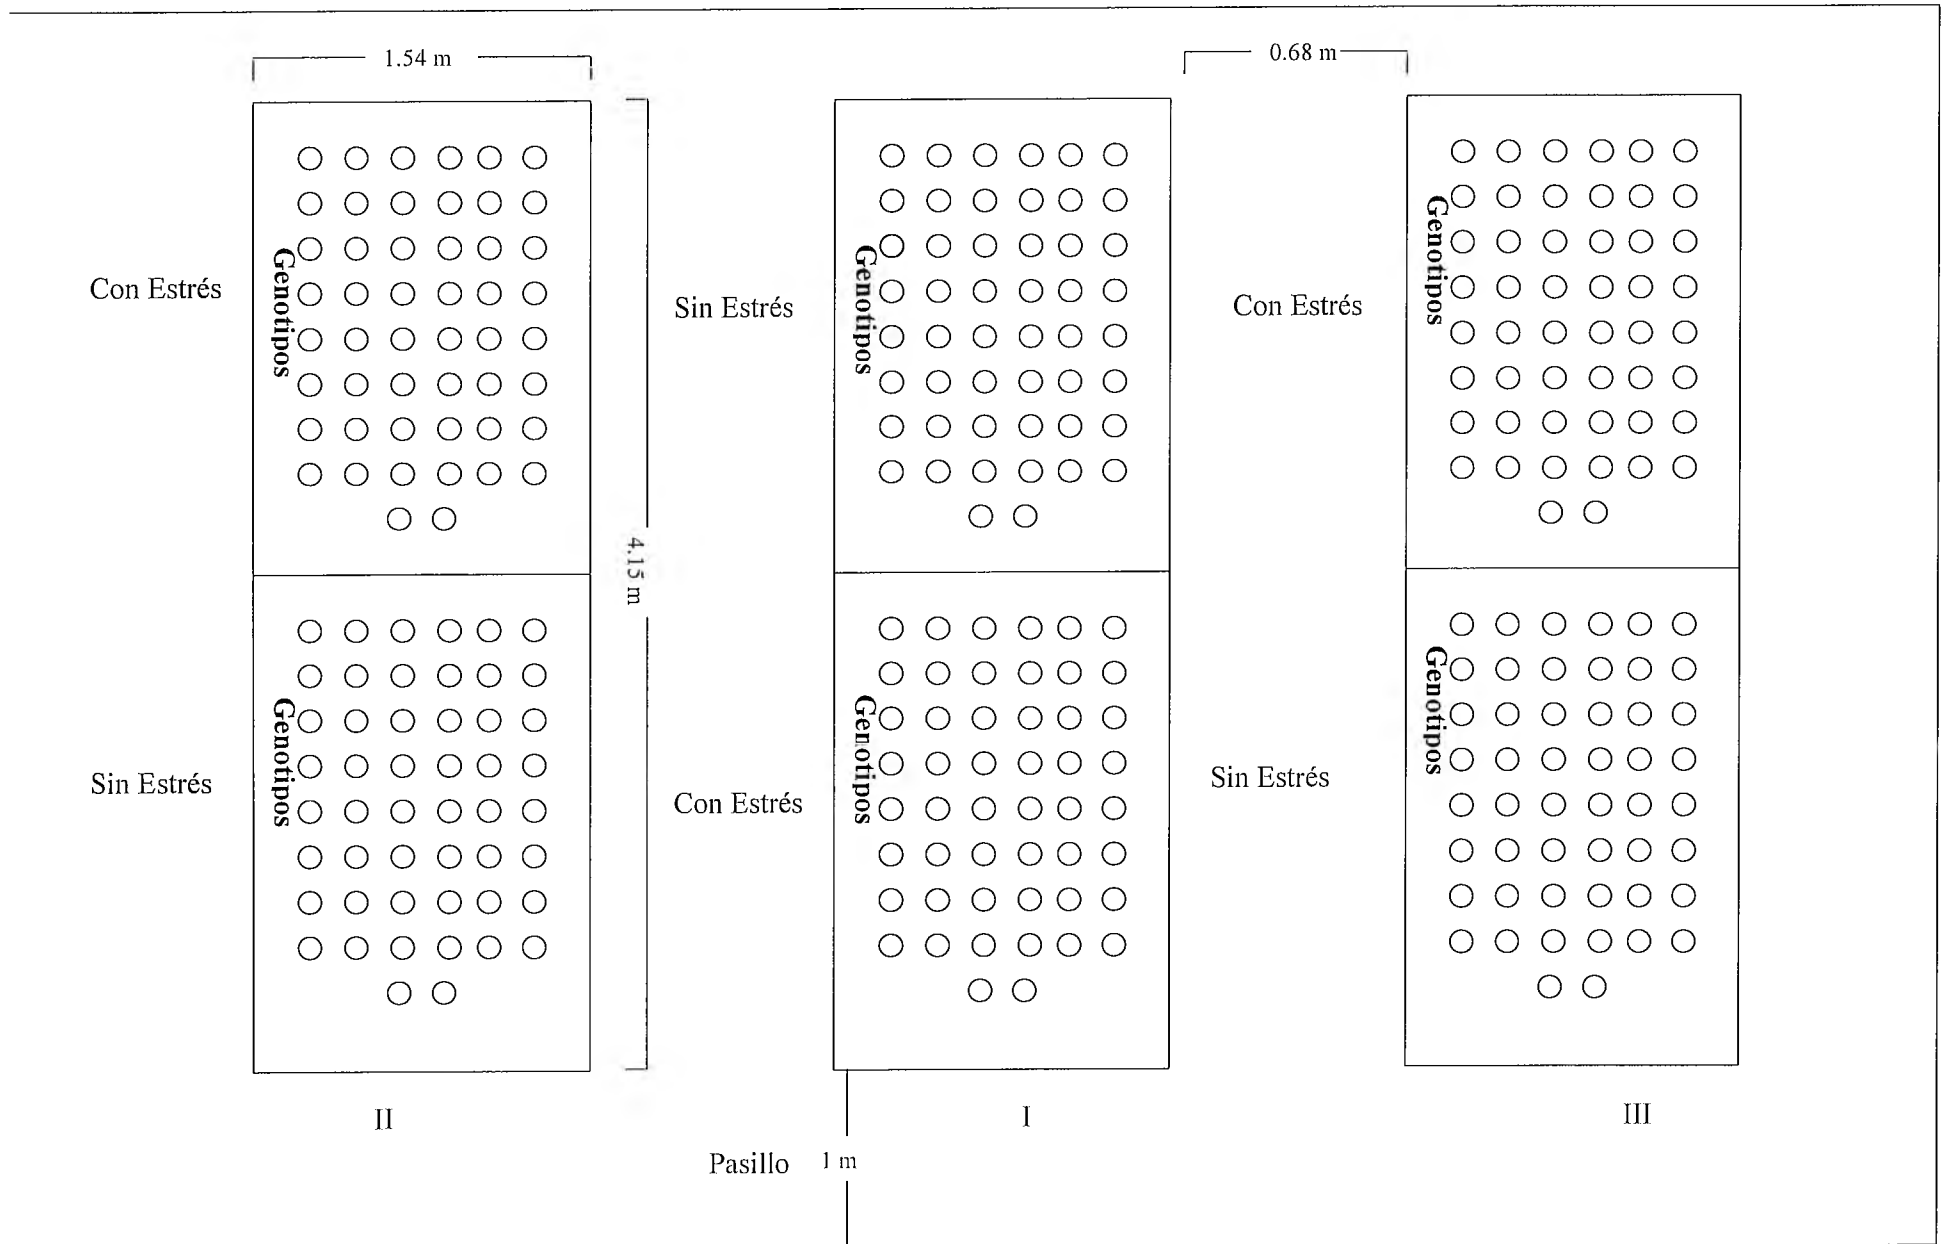 1.54 m
0.68 m
Con Estrés
Genotipos
Sin Estrés
Genotipos
Con Estrés
Genotipos
4.15 m
Sin Estrés
Genotipos
Con Estrés
Genotipos
Sin Estrés
Genotipos
II
I
III
Pasillo 1 m